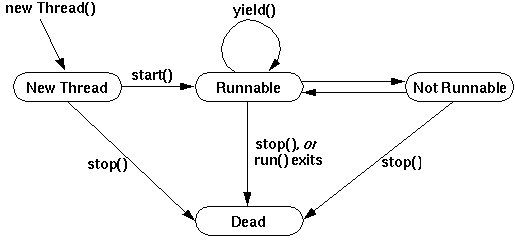 new Thread()
yield()
New Thread
start()
Runnable
Not Runnable
stop()
stop(), or
run() exits
stop()
Dead